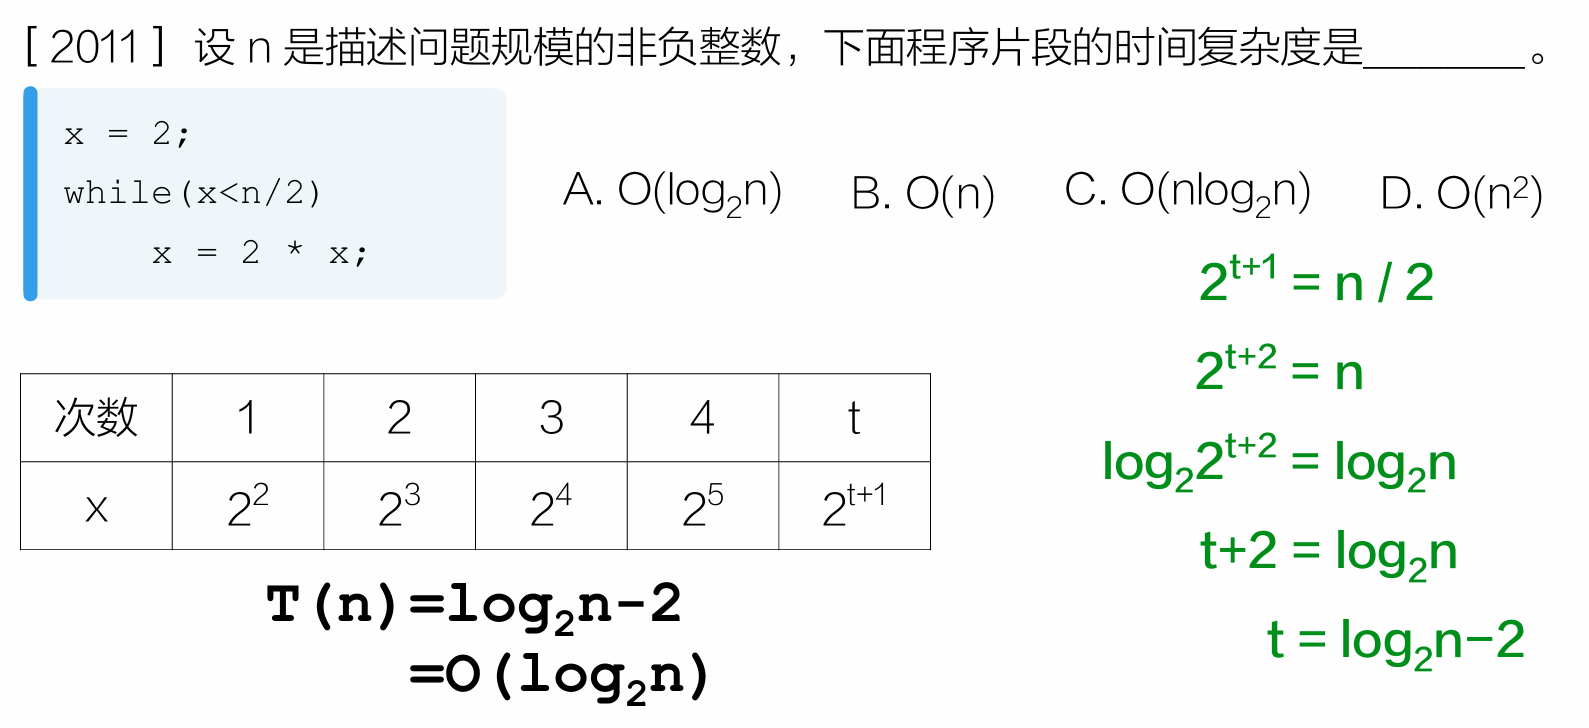 [ 2011 ] 设 n 是描述问题规模的非负整数，下面程序片段的时间复杂度是________。
x = 2;
while(x<n/2)
    x = 2 * x;
A. O(log₂n) B. O(n) C. O(nlog₂n) D. O(n²)
次数 1 2 3 4 t
x 2² 2³ 2⁴ 2⁵ 2ᵗ⁺¹
T(n)=log₂n-2
=O(log₂n)
2ᵗ⁺¹ = n / 2
2ᵗ⁺² = n
log₂2ᵗ⁺² = log₂n
t+2 = log₂n
t = log₂n−2